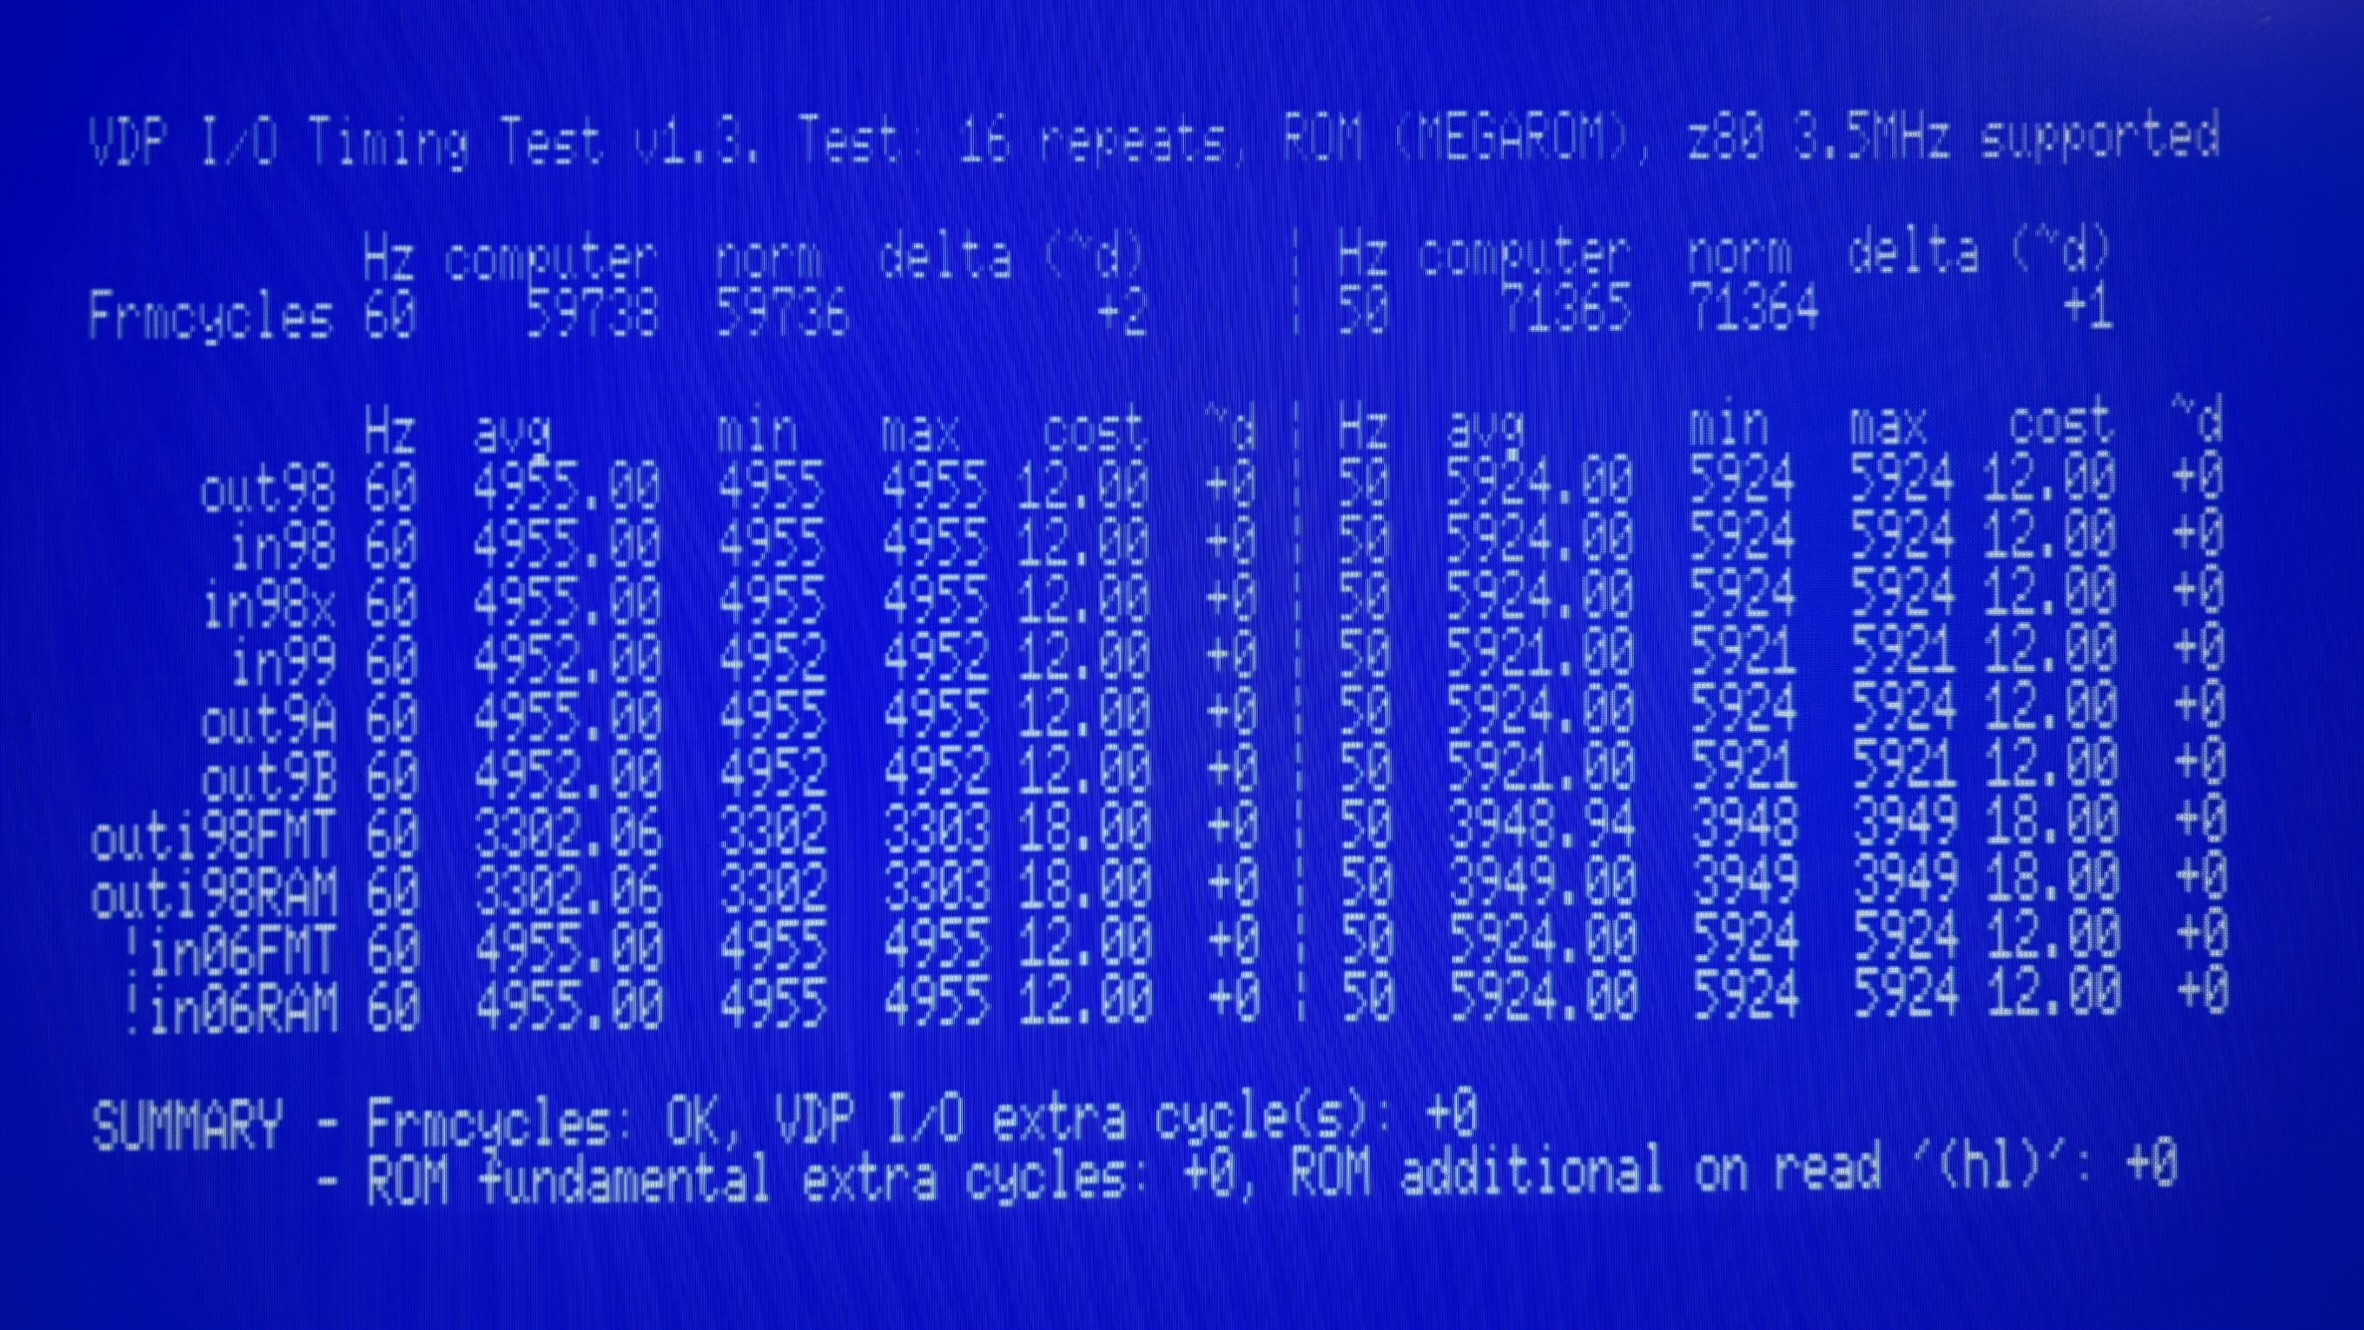 VDP I/O Timing Test v1.3. Test: 16 repeats, ROM (MEGAROM), z80 3.5MHz supported
Hz computer norm delta (~d) ¦ Hz computer norm delta (~d)
Frmcycles 60 59738 59736 +2 ¦ 50 71365 71364 +1
Hz avg min max cost ~d ¦ Hz avg min max cost ~d
out98 60 4955.00 4955 4955 12.00 +0 ¦ 50 5924.00 5924 5924 12.00 +0
in98 60 4955.00 4955 4955 12.00 +0 ¦ 50 5924.00 5924 5924 12.00 +0
in98x 60 4955.00 4955 4955 12.00 +0 ¦ 50 5924.00 5924 5924 12.00 +0
in99 60 4952.00 4952 4952 12.00 +0 ¦ 50 5921.00 5921 5921 12.00 +0
out9A 60 4955.00 4955 4955 12.00 +0 ¦ 50 5924.00 5924 5924 12.00 +0
out9B 60 4952.00 4952 4952 12.00 +0 ¦ 50 5921.00 5921 5921 12.00 +0
outi98FMT 60 3302.06 3302 3303 18.00 +0 ¦ 50 3948.94 3948 3949 18.00 +0
outi98RAM 60 3302.06 3302 3303 18.00 +0 ¦ 50 3949.00 3949 3949 18.00 +0
!in06FMT 60 4955.00 4955 4955 12.00 +0 ¦ 50 5924.00 5924 5924 12.00 +0
!in06RAM 60 4955.00 4955 4955 12.00 +0 ¦ 50 5924.00 5924 5924 12.00 +0
SUMMARY - Frmcycles: OK, VDP I/O extra cycle(s): +0
- ROM fundamental extra cycles: +0, ROM additional on read '(hl)': +0